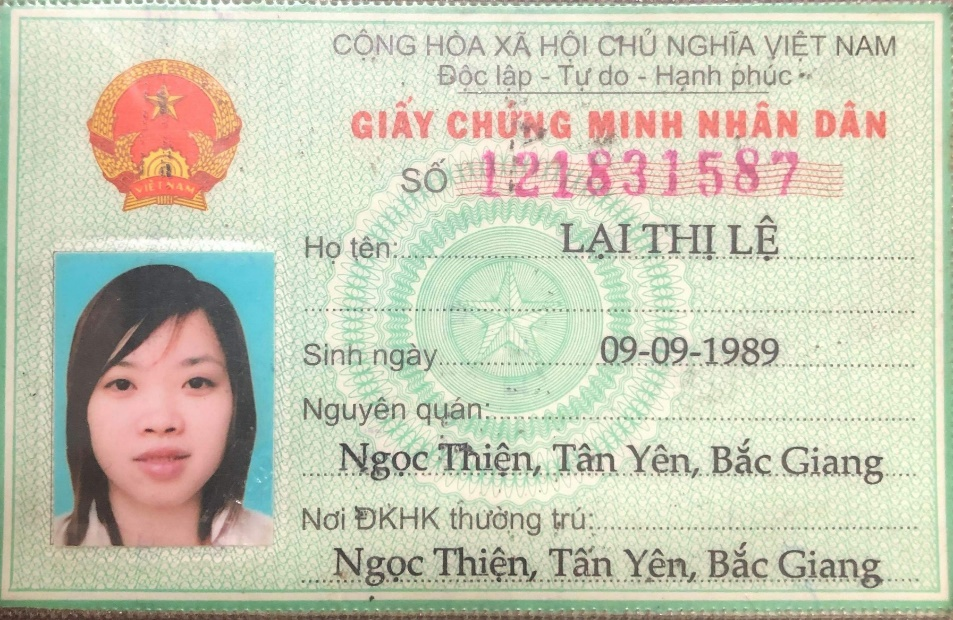 CỘNG HÒA XÃ HỘI CHỦ NGHĨA VIỆT NAM
Độc lập - Tự do - Hạnh phúc
GIẤY CHỨNG MINH NHÂN DÂN
SỐ 121831587
VIỆT NAM
Họ tên: LẠI THỊ LỆ
Sinh ngày 09-09-1989
Nguyên quán:
Ngọc Thiện, Tân Yên, Bắc Giang
Nơi ĐKHK thường trú:
Ngọc Thiện, Tân Yên, Bắc Giang